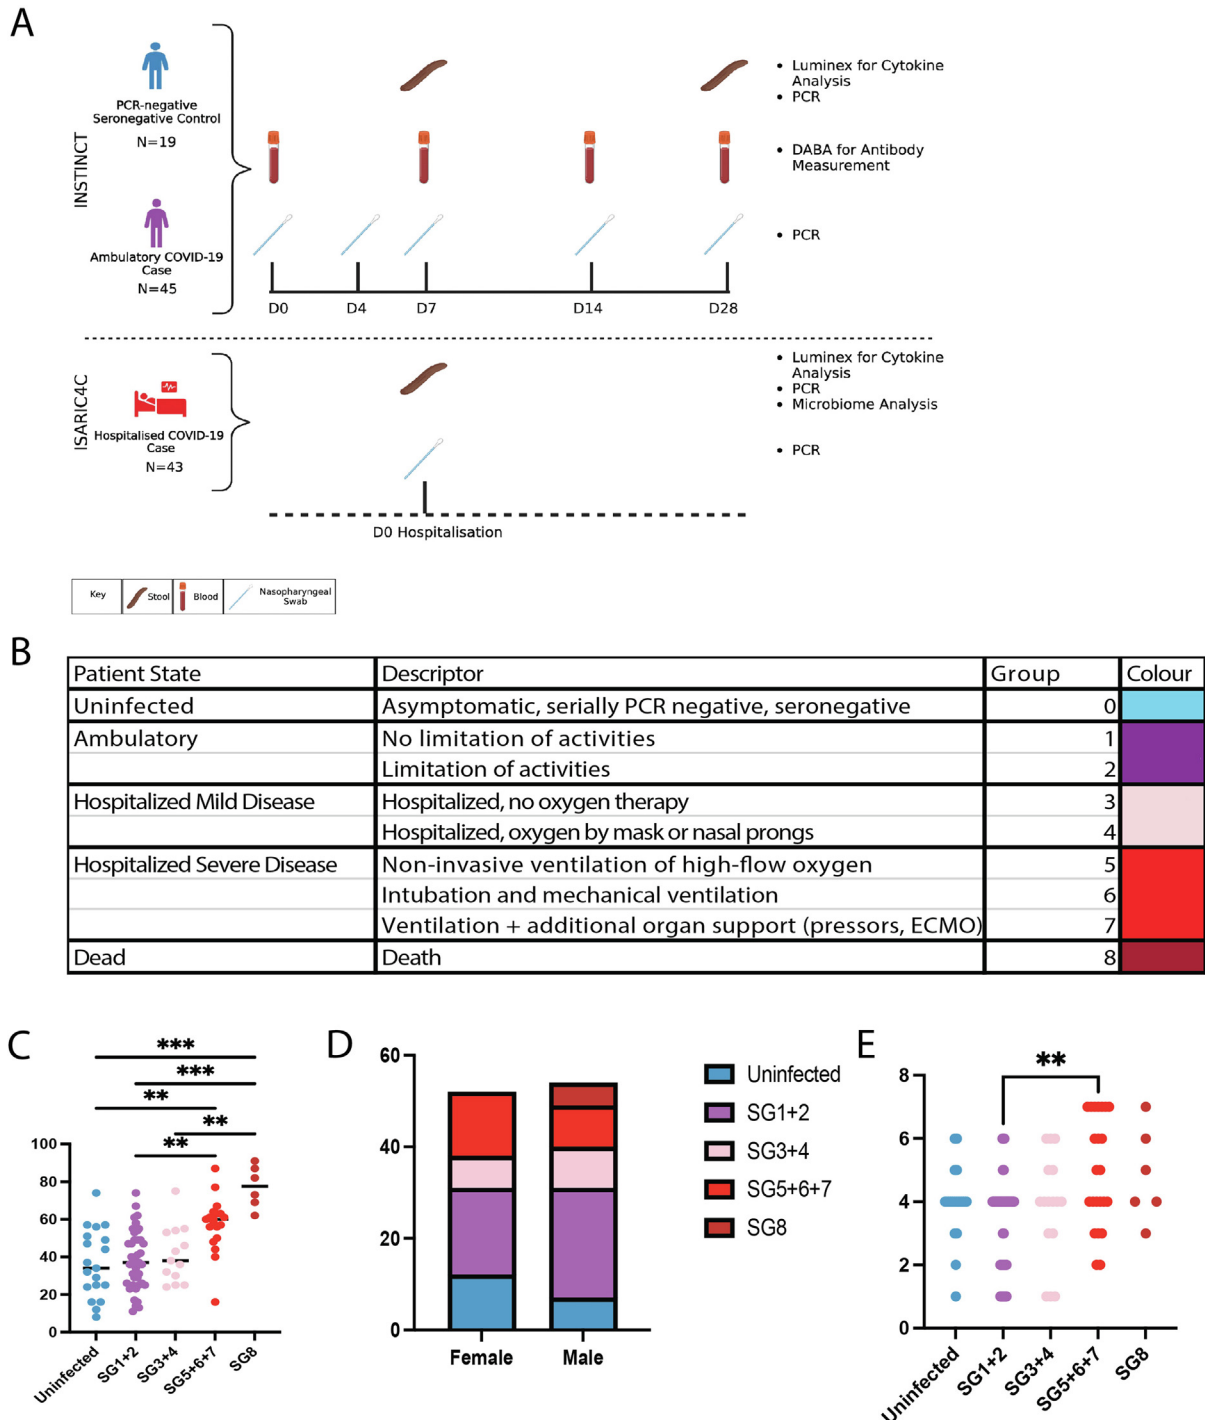 A
INSTINCT
PCR-negative
Seronegative Control
N=19
Ambulatory COVID-19
Case
N=45
• Luminex for Cytokine
Analysis
• PCR
• DABA for Antibody
Measurement
• PCR
D0 D4 D7 D14 D28
ISARIC4C
Hospitalised COVID-19
Case
N=43
• Luminex for Cytokine
Analysis
• PCR
• Microbiome Analysis
• PCR
D0 Hospitalisation
Key Stool Blood Nasopharyngeal
Swab
B
Patient State Descriptor Group Colour
Uninfected Asymptomatic, serially PCR negative, seronegative 0
Ambulatory No limitation of activities 1
Limitation of activities 2
Hospitalized Mild Disease Hospitalized, no oxygen therapy 3
Hospitalized, oxygen by mask or nasal prongs 4
Hospitalized Severe Disease Non-invasive ventilation of high-flow oxygen 5
Intubation and mechanical ventilation 6
Ventilation + additional organ support (pressors, ECMO) 7
Dead Death 8
C
***
***
**
**
**
100
80
60
40
20
0
Uninfected SG1+2 SG3+4 SG5+6+7 SG8
D
60
40
20
0
Female Male
Uninfected
SG1+2
SG3+4
SG5+6+7
SG8
E
**
8
6
4
2
0
Uninfected SG1+2 SG3+4 SG5+6+7 SG8